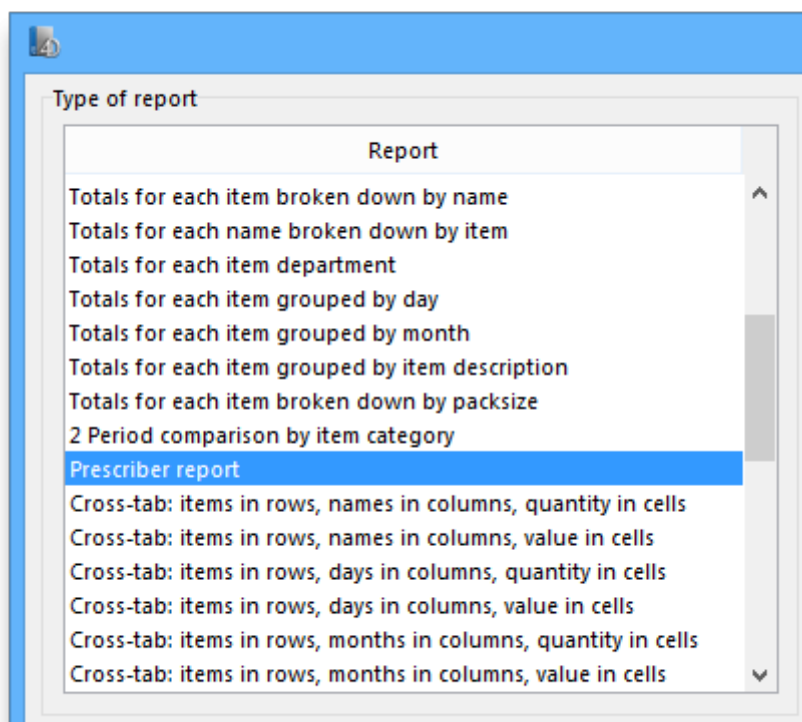 Type of report
Report
Totals for each item broken down by name
Totals for each name broken down by item
Totals for each item department
Totals for each item grouped by day
Totals for each item grouped by month
Totals for each item grouped by item description
Totals for each item broken down by packsize
2 Period comparison by item category
Prescriber report
Cross-tab: items in rows, names in columns, quantity in cells
Cross-tab: items in rows, names in columns, value in cells
Cross-tab: items in rows, days in columns, quantity in cells
Cross-tab: items in rows, days in columns, value in cells
Cross-tab: items in rows, months in columns, quantity in cells
Cross-tab: items in rows, months in columns, value in cells